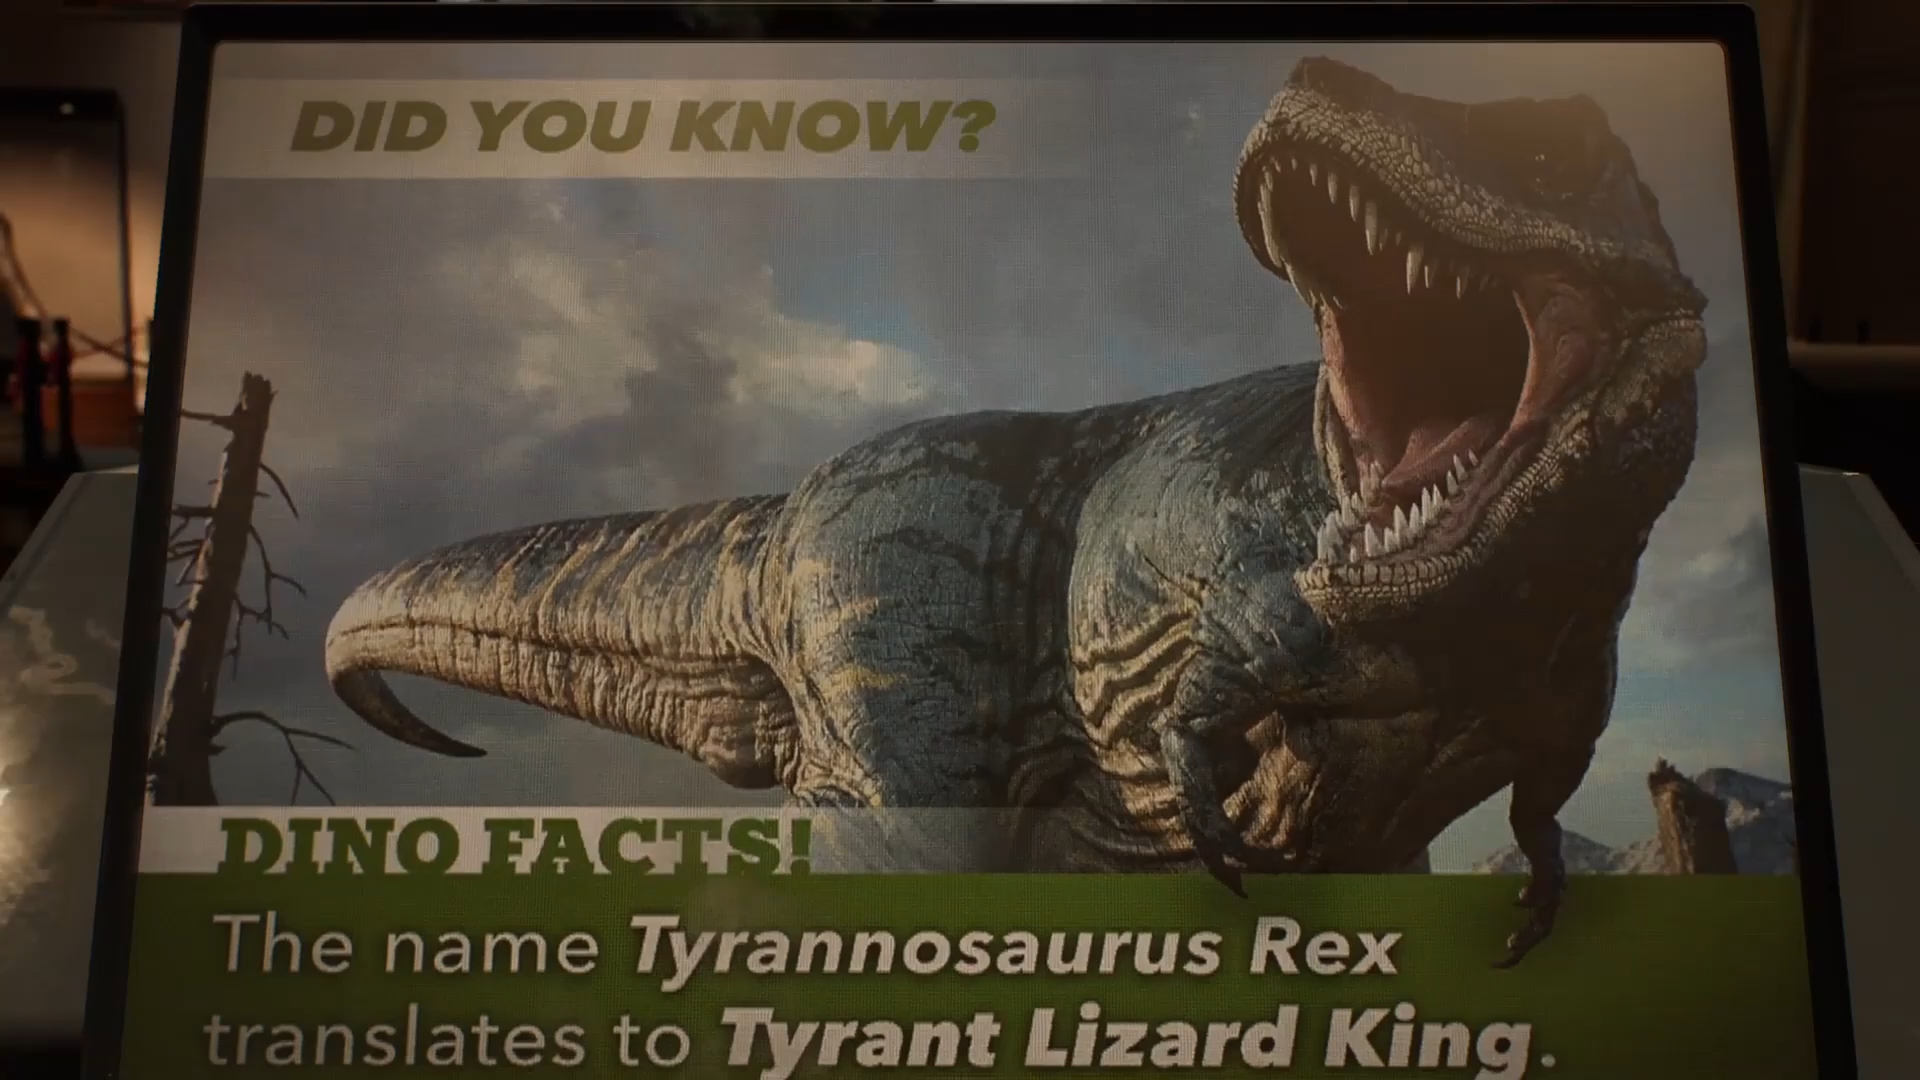 DID YOU KNOW?
DINO FACTS!
The name Tyrannosaurus Rex
translates to Tyrant Lizard King.